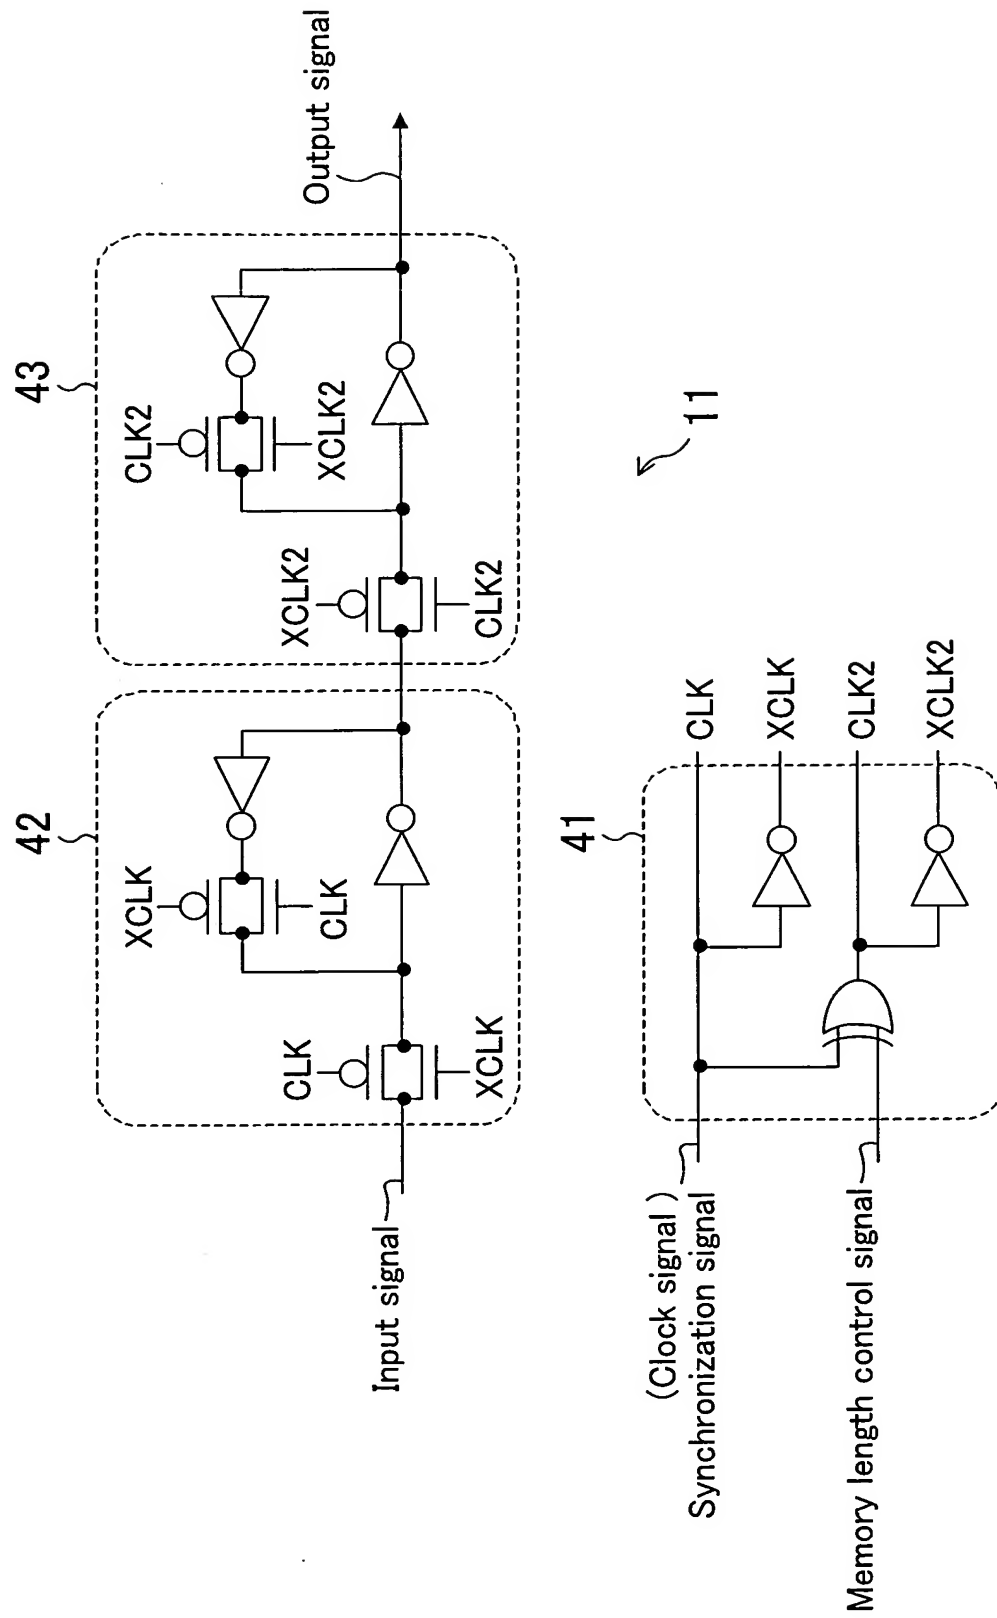 42
43
XCLK
CLK
CLK2
XCLK2
Output signal
CLK
XCLK
XCLK2
CLK2
Input signal
11
41
(Clock signal)
Synchronization signal
Memory length control signal
CLK
XCLK
CLK2
XCLK2